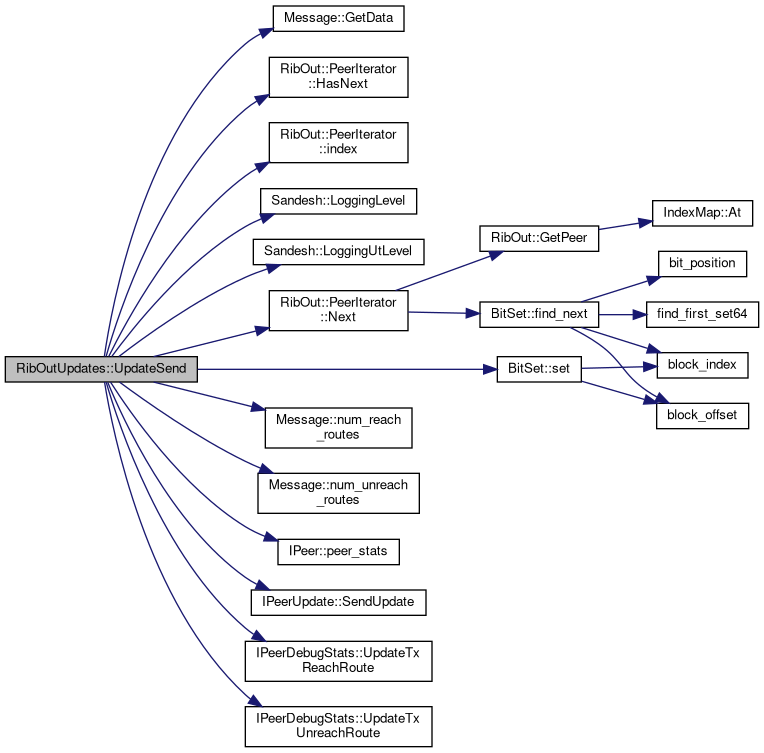 Message::GetData
RibOut::PeerIterator
::HasNext
RibOut::PeerIterator
::index
Sandesh::LoggingLevel
IndexMap::At
RibOut::GetPeer
Sandesh::LoggingUtLevel
bit_position
RibOut::PeerIterator
::Next
BitSet::find_next
find_first_set64
RibOutUpdates::UpdateSend
BitSet::set
block_index
block_offset
Message::num_reach
_routes
Message::num_unreach
_routes
IPeer::peer_stats
IPeerUpdate::SendUpdate
IPeerDebugStats::UpdateTx
ReachRoute
IPeerDebugStats::UpdateTx
UnreachRoute